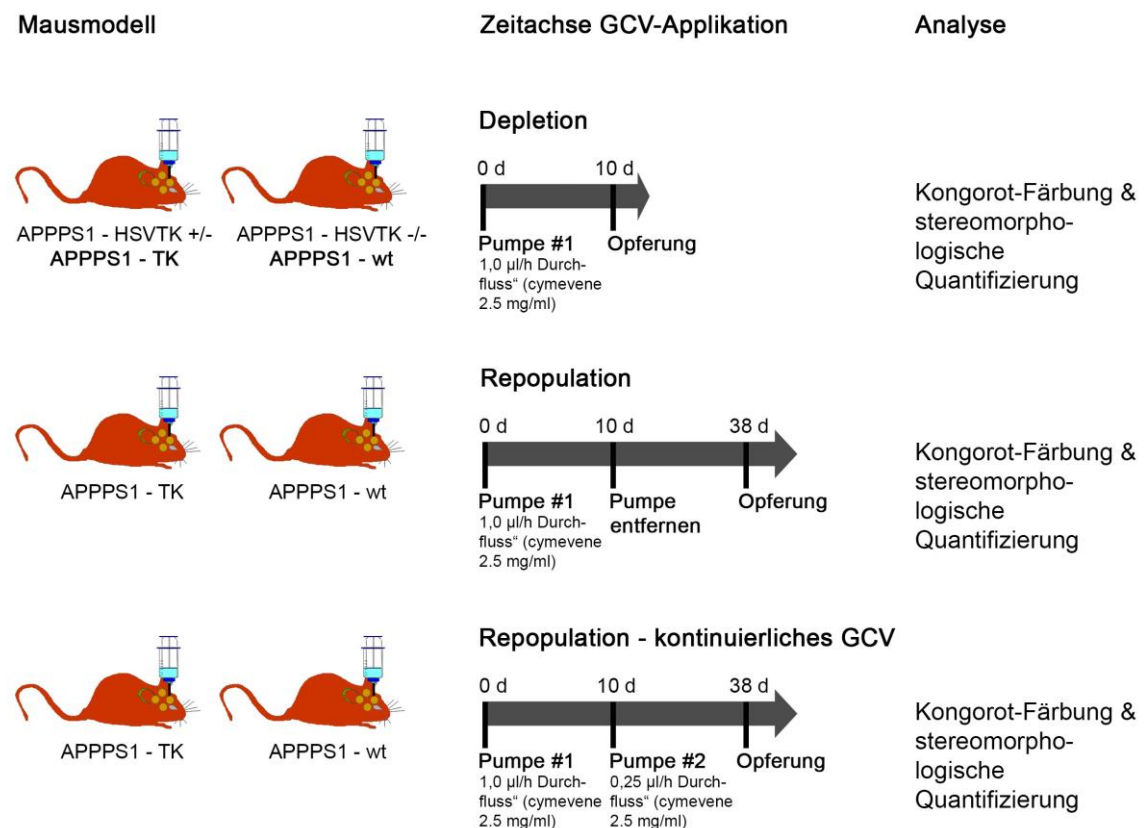 Mausmodell
Zeitachse GCV-Applikation
Analyse
Depletion
0 d
10 d
APPPS1 - HSVTK +/-
APPPS1 - TK
APPPS1 - HSVTK -/-
APPPS1 - wt
Pumpe #1
1,0 µl/h Durch-
fluss“ (cymevene
2.5 mg/ml)
Opferung
Kongorot-Färbung &
stereomorpho-
logische
Quantifizierung
Repopulation
0 d
10 d
38 d
APPPS1 - TK
APPPS1 - wt
Pumpe #1
1,0 µl/h Durch-
fluss“ (cymevene
2.5 mg/ml)
Pumpe
entfernen
Opferung
Kongorot-Färbung &
stereomorpho-
logische
Quantifizierung
Repopulation - kontinuierliches GCV
0 d
10 d
38 d
APPPS1 - TK
APPPS1 - wt
Pumpe #1
1,0 µl/h Durch-
fluss“ (cymevene
2.5 mg/ml)
Pumpe #2
0,25 µl/h Durch-
fluss“ (cymevene
2.5 mg/ml)
Opferung
Kongorot-Färbung &
stereomorpho-
logische
Quantifizierung